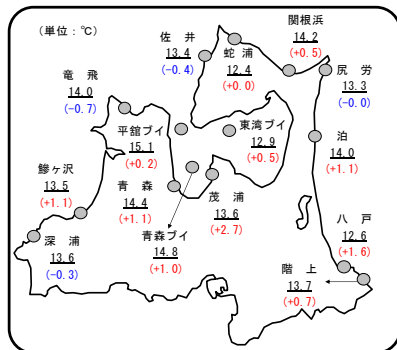 (単位：℃)
佐 井
13.4
(-0.4)
蛇 浦
12.4
(+0.0)
関根浜
14.2
(+0.5)
尻 労
13.3
(-0.0)
竜 飛
14.0
(-0.7)
平舘ブイ
15.1
(+0.2)
東湾ブイ
12.9
(+0.5)
泊
14.0
(+1.1)
鰺ヶ沢
13.5
(+1.1)
青 森
14.4
(+1.1)
茂 浦
13.6
(+2.7)
八 戸
12.6
(+1.6)
深 浦
13.6
(-0.3)
青森ブイ
14.8
(+1.0)
階 上
13.7
(+0.7)